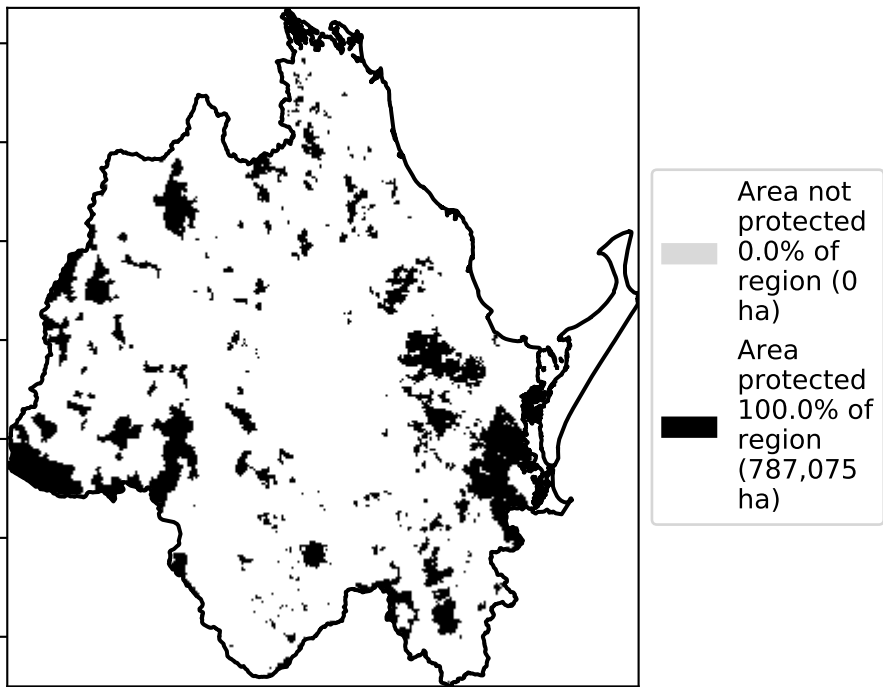 Area not
protected
0.0% of
region (0
ha)
Area
protected
100.0% of
region
(787,075
ha)